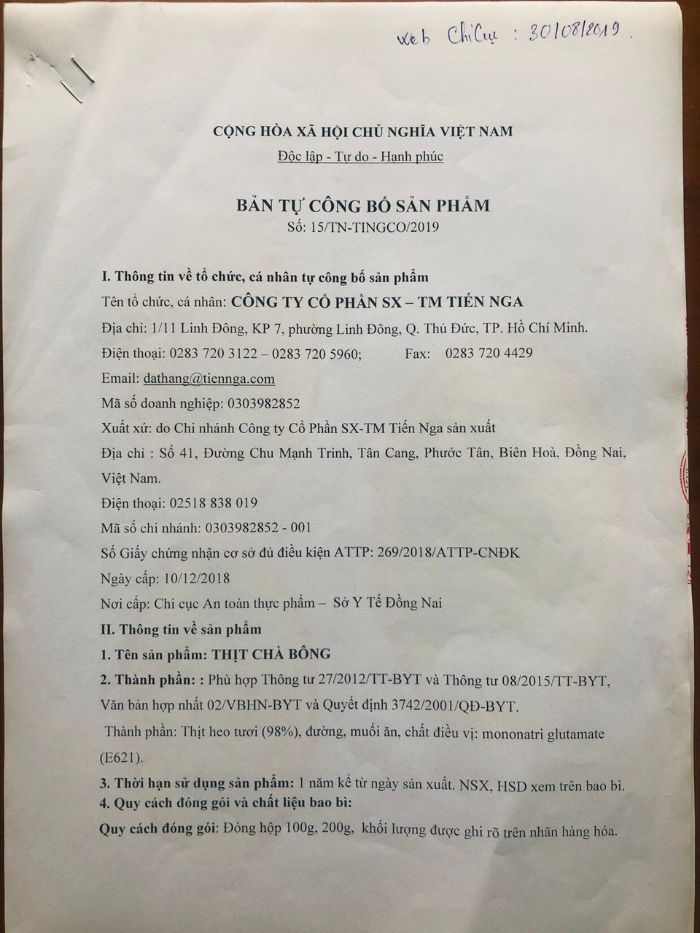 web ChiCục : 30/08/2019.
CỘNG HÒA XÃ HỘI CHỦ NGHĨA VIỆT NAM
Độc lập - Tự do - Hạnh phúc
BẢN TỰ CÔNG BỐ SẢN PHẨM
Số: 15/TN-TINGCO/2019
I. Thông tin về tổ chức, cá nhân tự công bố sản phẩm
Tên tổ chức, cá nhân: CÔNG TY CỔ PHẦN SX – TM TIẾN NGA
Địa chỉ: 1/11 Linh Đông, KP 7, phường Linh Đông, Q. Thủ Đức, TP. Hồ Chí Minh.
Điện thoại: 0283 720 3122 – 0283 720 5960; Fax: 0283 720 4429
Email: dathang@tiennga.com
Mã số doanh nghiệp: 0303982852
Xuất xứ: do Chi nhánh Công ty Cổ Phần SX-TM Tiến Nga sản xuất
Địa chỉ : Số 41, Đường Chu Mạnh Trinh, Tân Cang, Phước Tân, Biên Hoà, Đồng Nai,
Việt Nam.
Điện thoại: 02518 838 019
Mã số chi nhánh: 0303982852 - 001
Số Giấy chứng nhận cơ sở đủ điều kiện ATTP: 269/2018/ATTP-CNĐK
Ngày cấp: 10/12/2018
Nơi cấp: Chi cục An toàn thực phẩm – Sở Y Tế Đồng Nai
II. Thông tin về sản phẩm
1. Tên sản phẩm: THỊT CHÀ BÔNG
2. Thành phần: : Phù hợp Thông tư 27/2012/TT-BYT và Thông tư 08/2015/TT-BYT,
Văn bản hợp nhất 02/VBHN-BYT và Quyết định 3742/2001/QĐ-BYT.
Thành phần: Thịt heo tươi (98%), đường, muối ăn, chất điều vị: mononatri glutamate
(E621).
3. Thời hạn sử dụng sản phẩm: 1 năm kể từ ngày sản xuất. NSX, HSD xem trên bao bì.
4. Quy cách đóng gói và chất liệu bao bì:
Quy cách đóng gói: Đóng hộp 100g, 200g, khối lượng được ghi rõ trên nhãn hàng hóa.